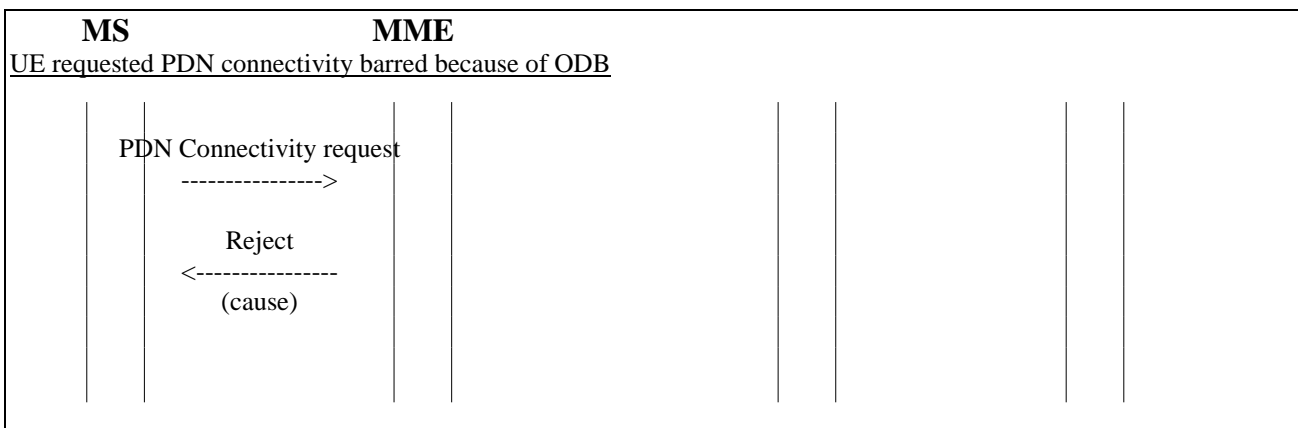 MS MME
UE requested PDN connectivity barred because of ODB
PDN Connectivity request
---------------->
Reject
<----------------
(cause)